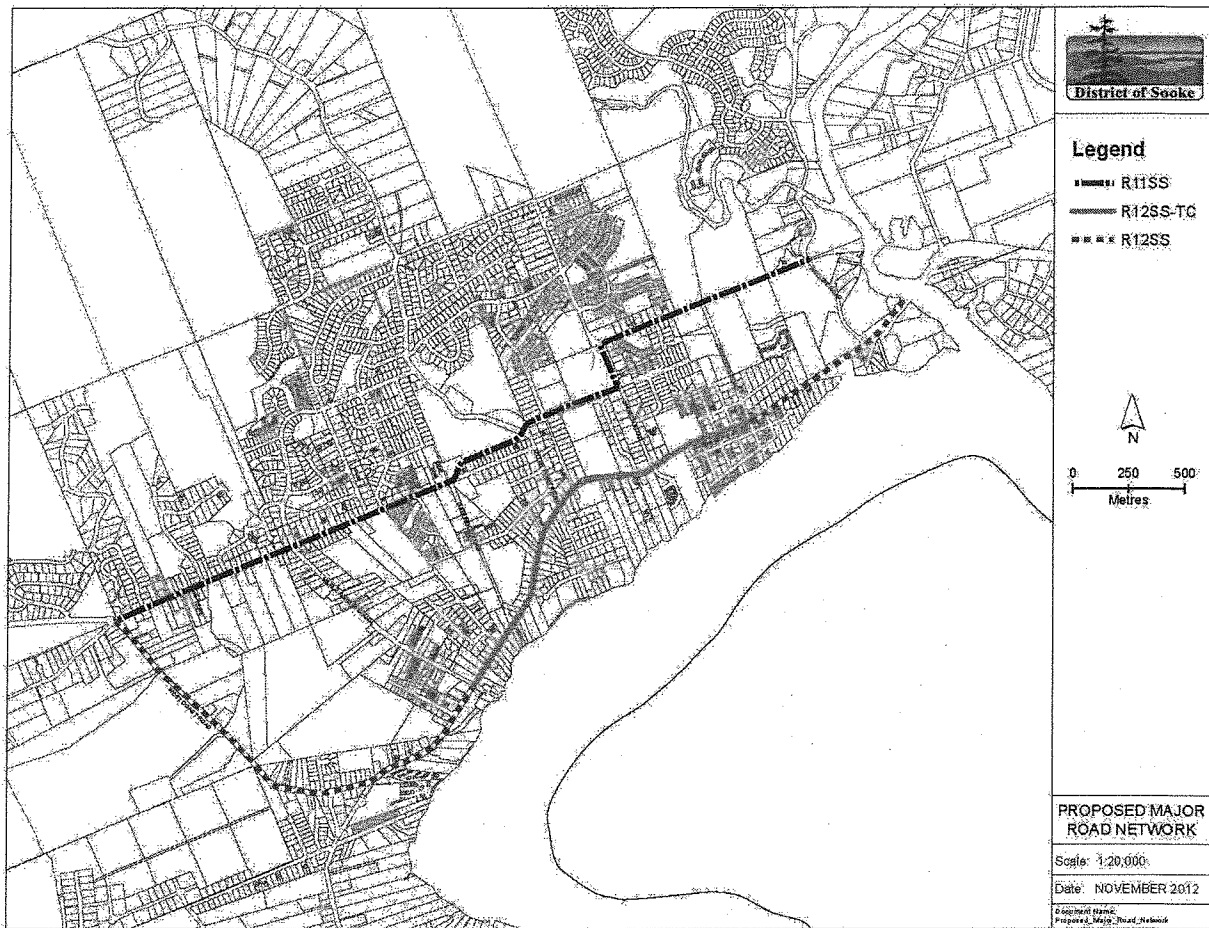 District of Sooke
Legend
R11SS
R12SS-TC
R12SS
N
0 250 500
Metres
PROPOSED MAJOR
ROAD NETWORK
Scale: 1:20,000
Date: NOVEMBER 2012
Document Name:
Proposed_Major_Road_Network